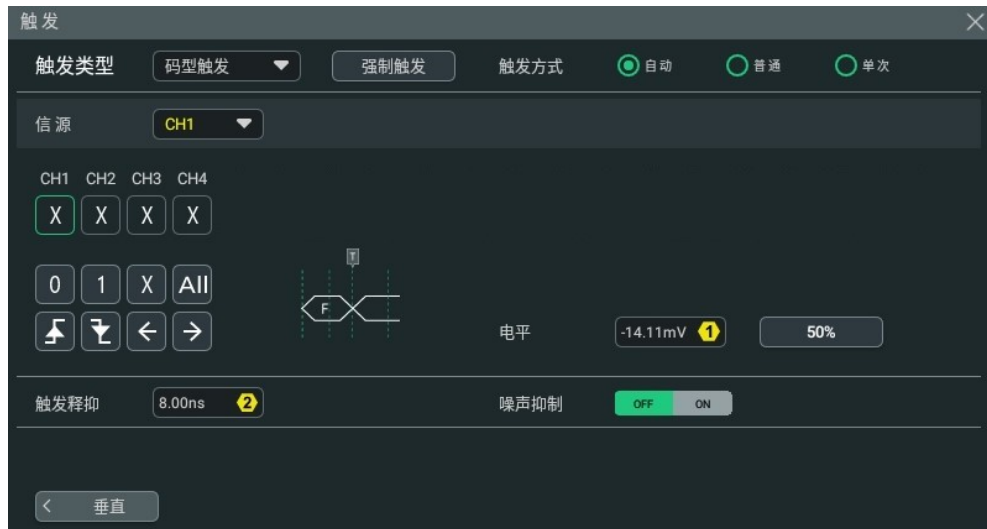 触发
触发类型 码型触发 强制触发 触发方式 自动 普通 单次
信源 CH1
CH1 CH2 CH3 CH4
X X X X
T
0 1 X All
F
电平 -14.11mV 1 50%
触发释抑 8.00ns 2 噪声抑制 OFF ON
垂直